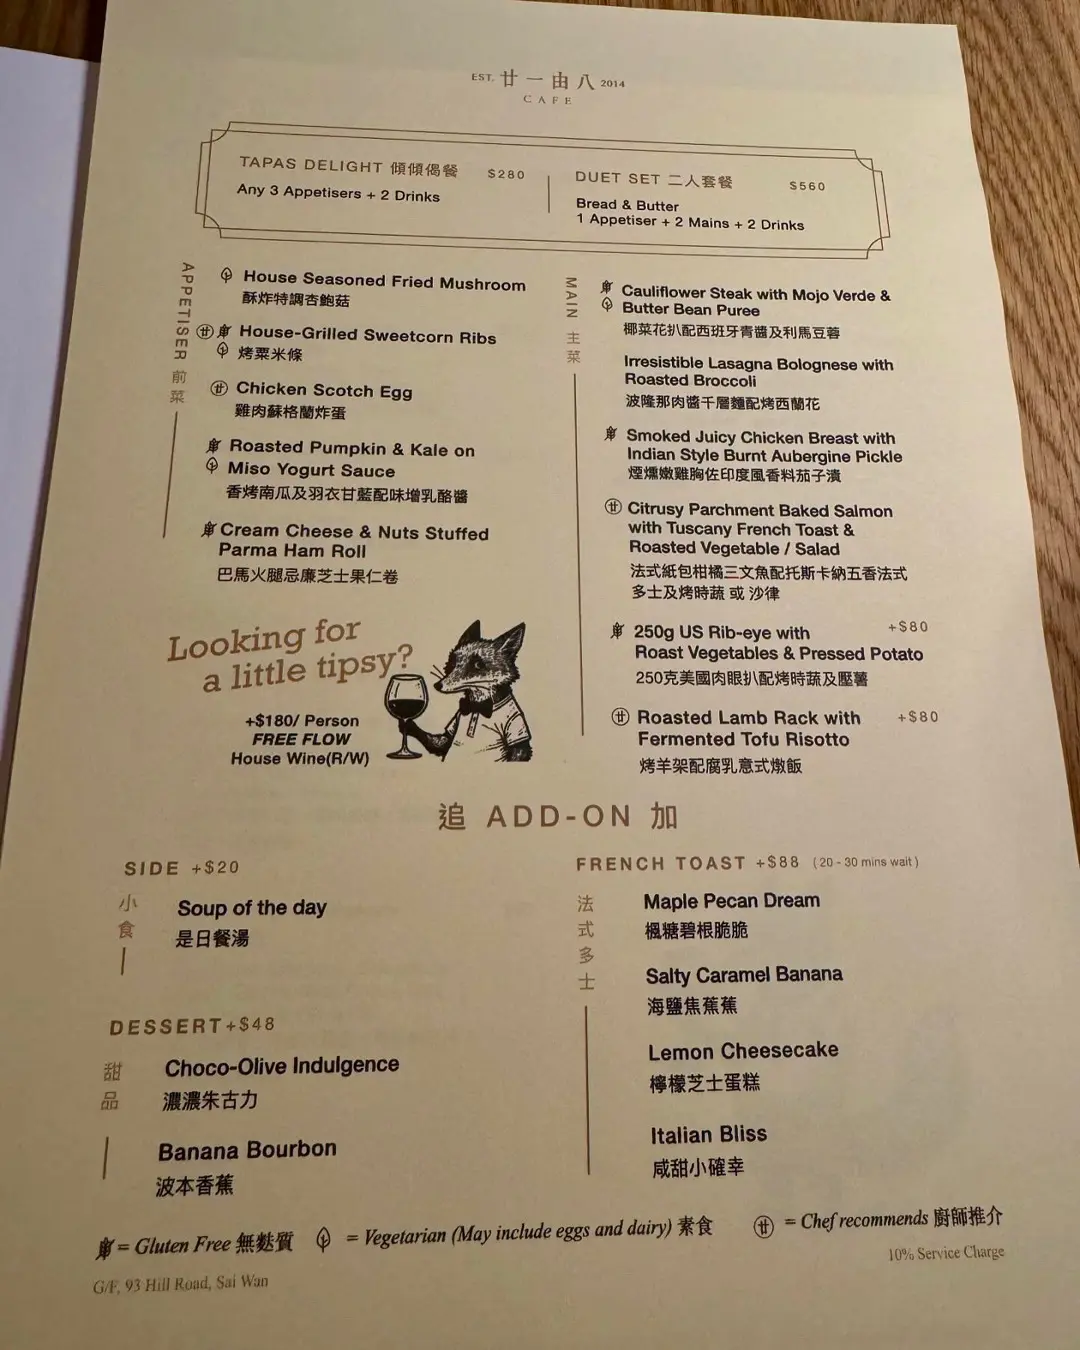 EST. 廿一由八 2014
CAFE
TAPAS DELIGHT 傾傾偈餐 $280
Any 3 Appetisers + 2 Drinks
DUET SET 二人套餐 $560
Bread & Butter
1 Appetiser + 2 Mains + 2 Drinks
APPETISER 前菜
House Seasoned Fried Mushroom
酥炸特調杏鮑菇
廿 House-Grilled Sweetcorn Ribs
烤粟米條
廿 Chicken Scotch Egg
雞肉蘇格蘭炸蛋
Roasted Pumpkin & Kale on
Miso Yogurt Sauce
香烤南瓜及羽衣甘藍配味增乳酪醬
Cream Cheese & Nuts Stuffed
Parma Ham Roll
巴馬火腿忌廉芝士果仁卷
Looking for
a little tipsy?
+$180/ Person
FREE FLOW
House Wine(R/W)
MAIN 主菜
Cauliflower Steak with Mojo Verde &
Butter Bean Puree
椰菜花扒配西班牙青醬及利馬豆蓉
Irresistible Lasagna Bolognese with
Roasted Broccoli
波隆那肉醬千層麵配烤西蘭花
Smoked Juicy Chicken Breast with
Indian Style Burnt Aubergine Pickle
煙燻嫩雞胸佐印度風香料茄子漬
廿 Citrusy Parchment Baked Salmon
with Tuscany French Toast &
Roasted Vegetable / Salad
法式紙包柑橘三文魚配托斯卡納五香法式
多士及烤時蔬 或 沙律
250g US Rib-eye with +$80
Roast Vegetables & Pressed Potato
250克美國肉眼扒配烤時蔬及壓薯
廿 Roasted Lamb Rack with +$80
Fermented Tofu Risotto
烤羊架配腐乳意式燉飯
追 ADD-ON 加
SIDE +$20
小食
Soup of the day
是日餐湯
DESSERT +$48
甜品
Choco-Olive Indulgence
濃濃朱古力
Banana Bourbon
波本香蕉
FRENCH TOAST +$88 (20 - 30 mins wait)
法式多士
Maple Pecan Dream
楓糖碧根脆脆
Salty Caramel Banana
海鹽焦蕉蕉
Lemon Cheesecake
檸檬芝士蛋糕
Italian Bliss
咸甜小確幸
= Gluten Free 無麩質
= Vegetarian (May include eggs and dairy) 素食
廿 = Chef recommends 廚師推介
10% Service Charge
G/F, 93 Hill Road, Sai Wan